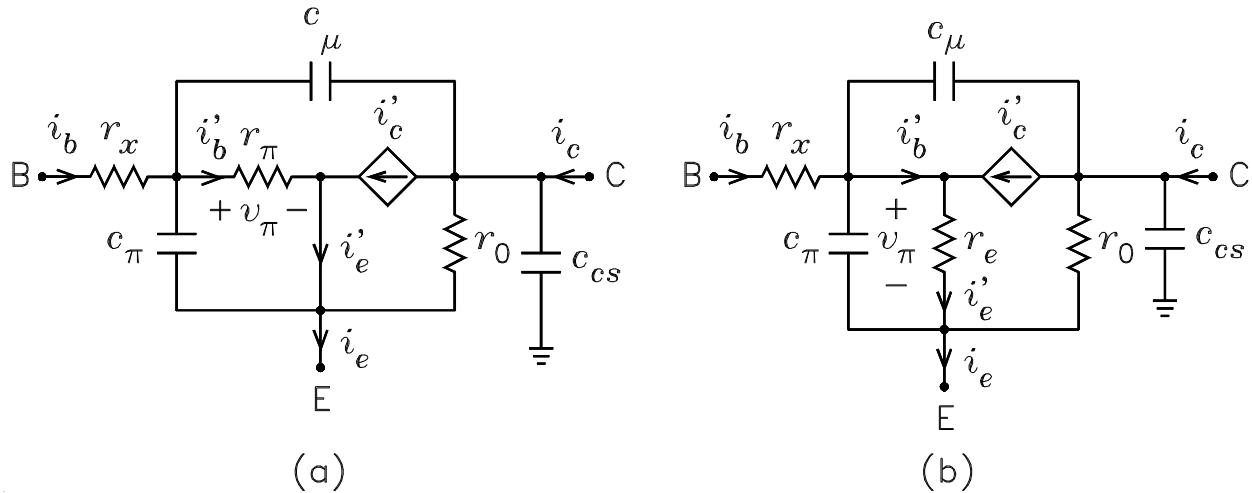 c_μ c_μ
i_b r_x i'_b r_π i'_c i_c i_b r_x i'_b i'_c i_c
B C B C
+ v_π − +
c_π i'_e r_0 c_cs c_π v_π r_e r_0 c_cs
− i'_e
i_e i_e
E E
(a) (b)